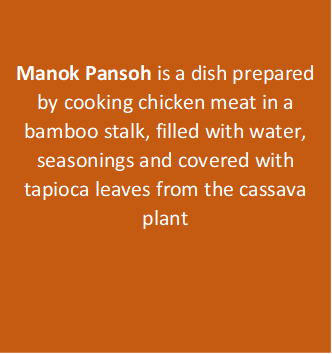 Manok Pansoh is a dish prepared
by cooking chicken meat in a
bamboo stalk, filled with water,
seasonings and covered with
tapioca leaves from the cassava
plant